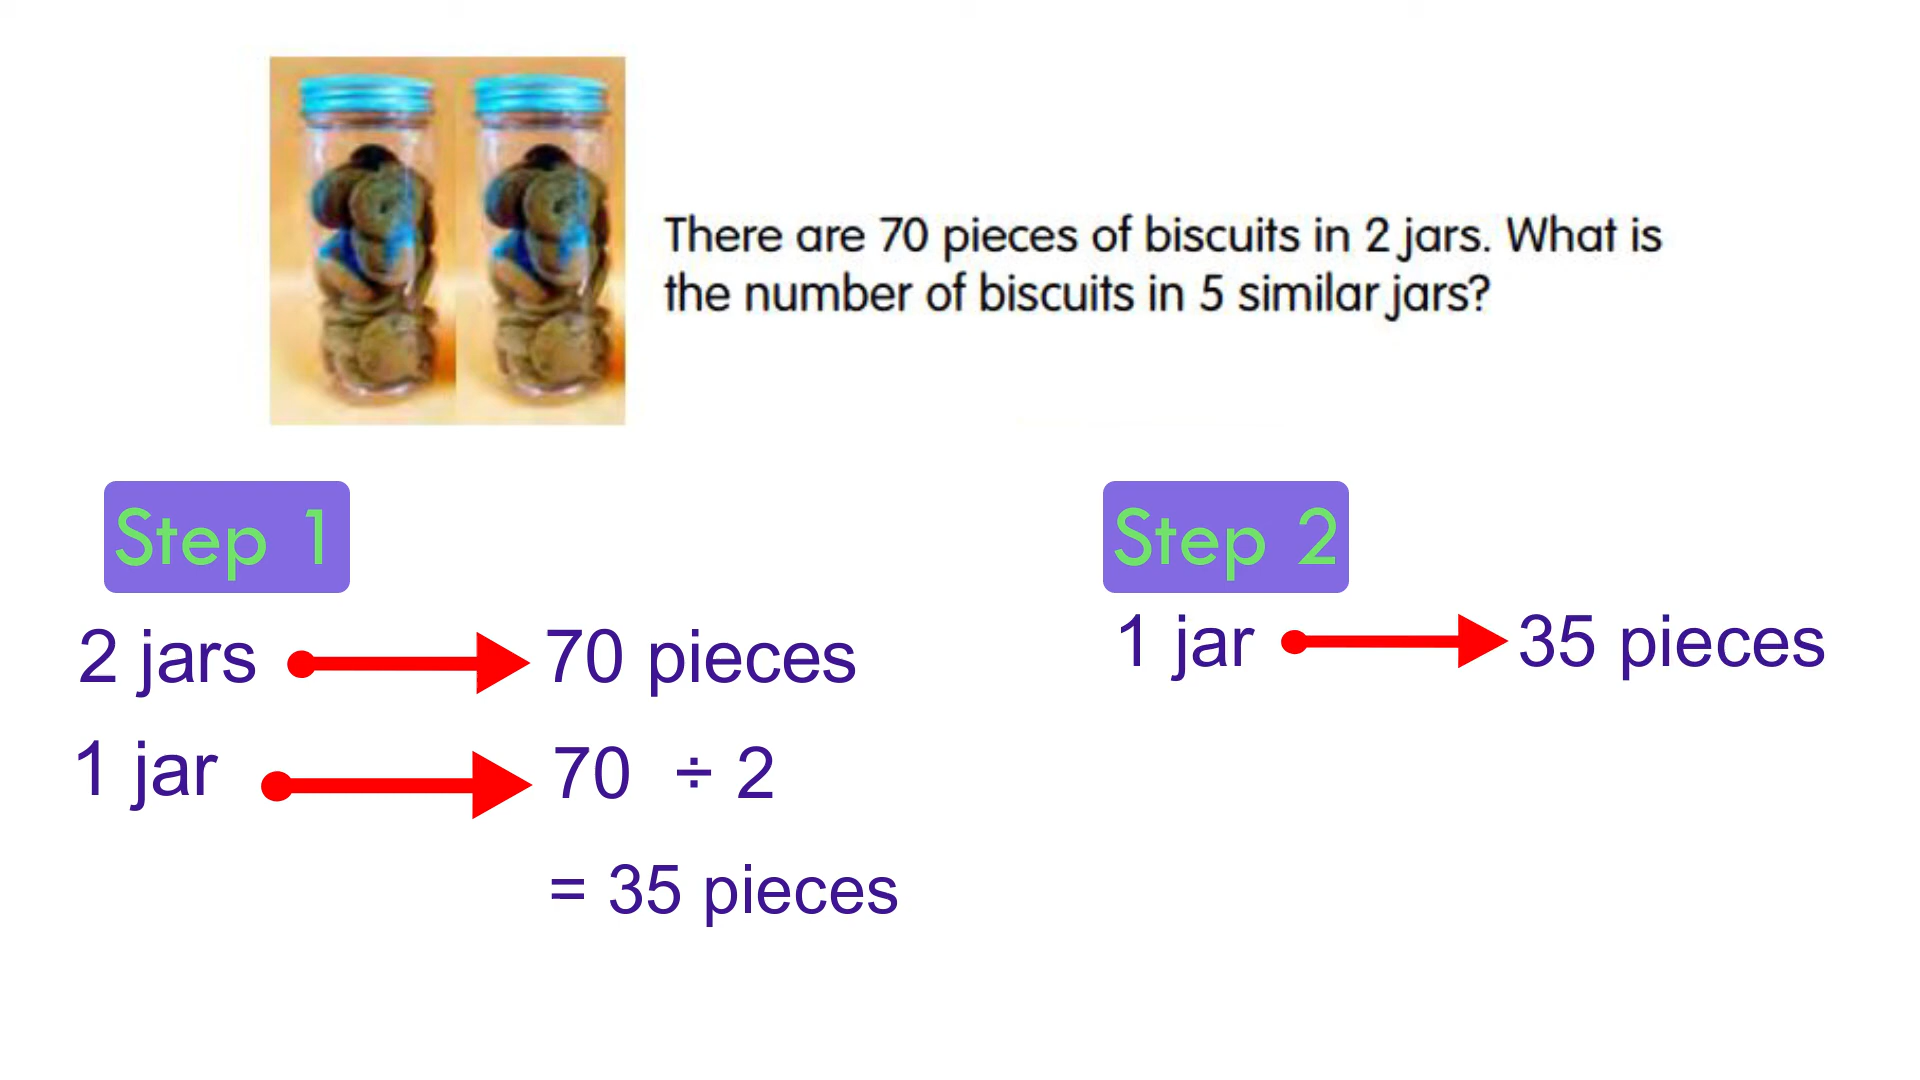 There are 70 pieces of biscuits in 2 jars. What is
the number of biscuits in 5 similar jars?
Step 1
2 jars 70 pieces
1 jar 70 ÷ 2
= 35 pieces
Step 2
1 jar 35 pieces